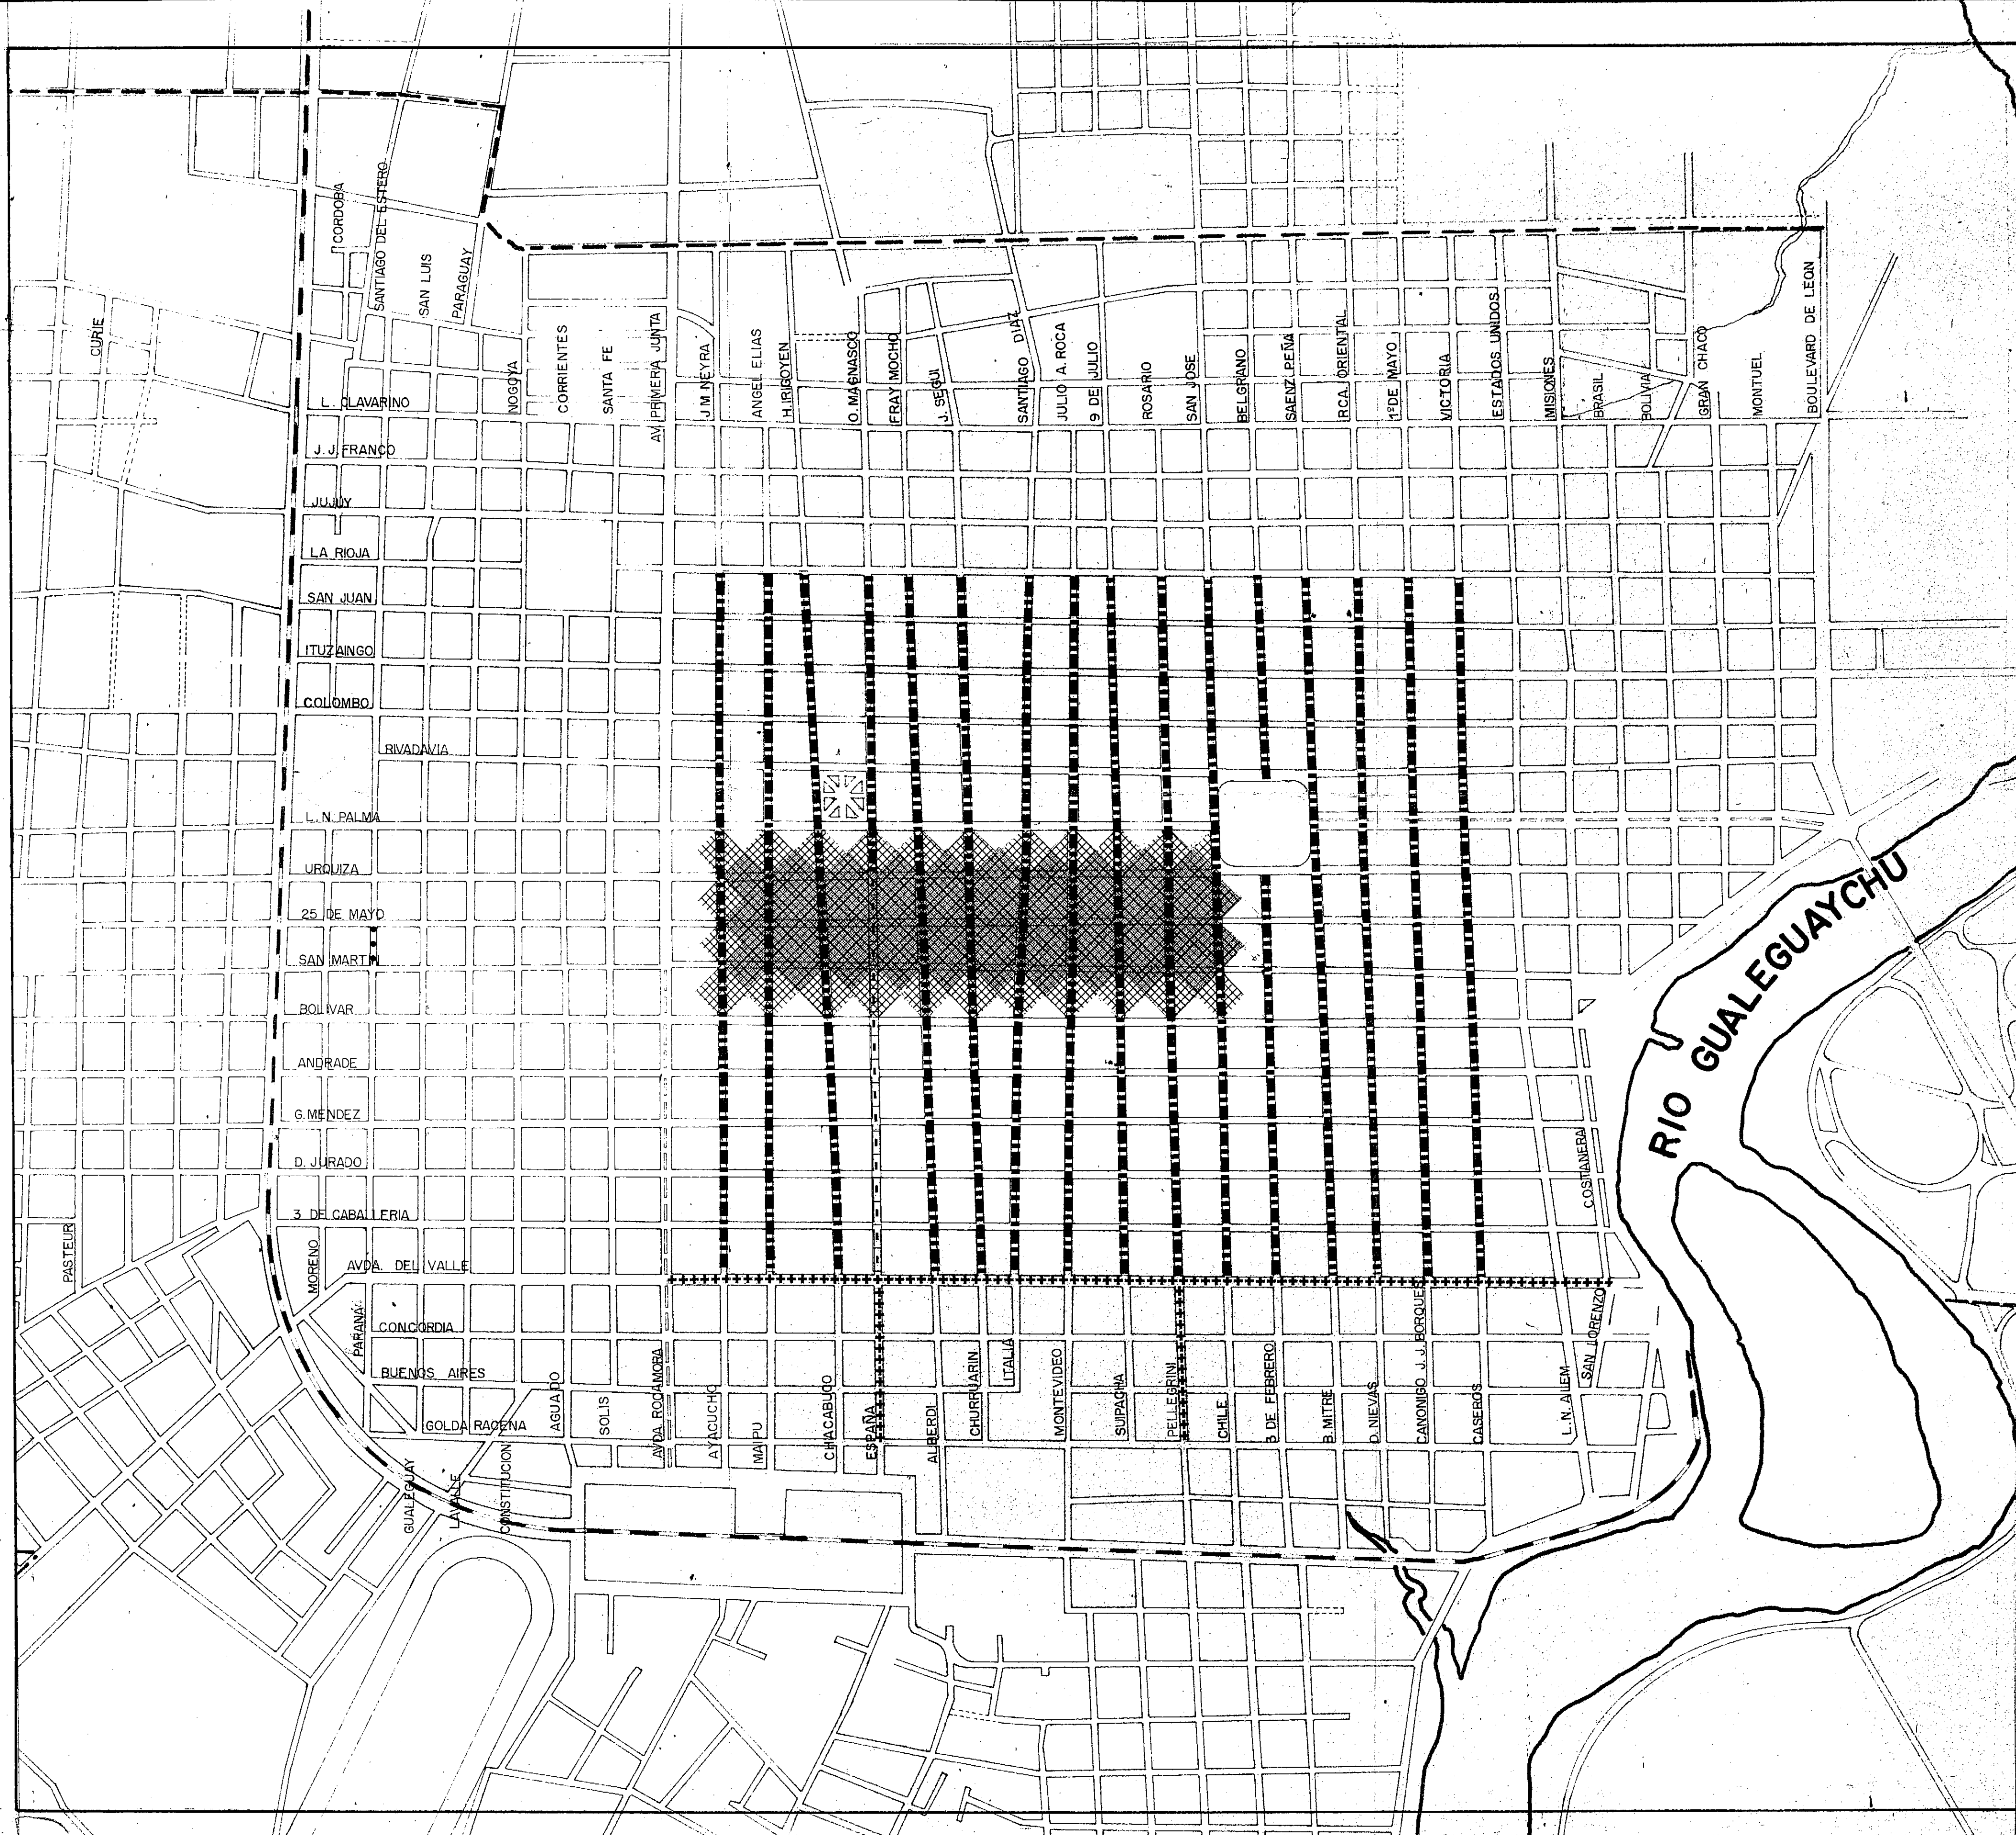 CORDOBA
SANTIAGO DEL ESTERO
SAN LUIS
PARAGUAY
CURIE
NOGOYA
CORRIENTES
SANTA FE
AV. PRIMERA JUNTA
J M NEYRA
ANGEL ELIAS
H. IRIGOYEN
O. MAGNASCO
FRAY MOCHO
J. SEGUI
SANTIAGO DIAZ
JULIO A. ROCA
9 DE JULIO
ROSARIO
SAN JOSE
BELGRANO
SAENZ PEÑA
RCA. ORIENTAL
1º DE MAYO
VICTORIA
ESTADOS UNIDOS
MISIONES
BRASIL
BOLIVIA
GRAN CHACO
MONTUEL
BOULEVARD DE LEON
L. CLAVARINO
J. J. FRANCO
JUJUY
LA RIOJA
SAN JUAN
ITUZAINGO
COLOMBO
RIVADAVIA
L. N. PALMA
URQUIZA
25 DE MAYO
SAN MARTIN
BOLIVAR
ANDRADE
G. MENDEZ
D. JURADO
3 DE CABALLERIA
AVDA. DEL VALLE
RIO GUALEGUAYCHU
COSTANERA
PASTEUR
MORENO
PARANÁ
CONCORDIA
BUENOS AIRES
GOLDA RACENA
GUALEGUAY
LAVALLE
CONSTITUCION
AGUADO
SOLIS
AVDA. ROCAMORA
AYACUCHO
MAIPU
CHACABUCO
ESPAÑA
ALBERDI
CHURRUARIN
ITALIA
MONTEVIDEO
SUIPACHA
PELLEGRINI
CHILE
3 DE FEBRERO
B. MITRE
D. NIEVAS
CANONIGO J. J. BORQUES
CASEROS
L. N. ALEM
SAN LORENZO